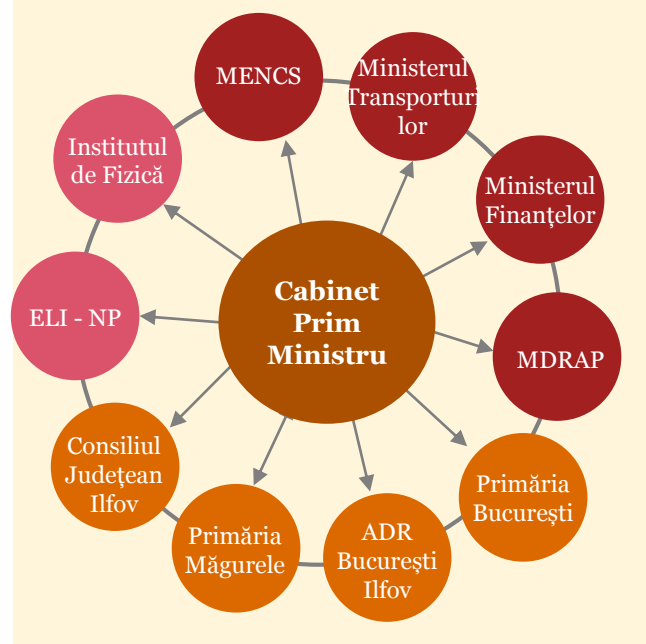 MENCS
Ministerul
Transporturi
lor
Institutul
de Fizică
Ministerul
Finanțelor
Cabinet
Prim
Ministru
ELI - NP
MDRAP
Consiliul
Județean
Ilfov
Primăria
București
Primăria
Măgurele
ADR
București
Ilfov